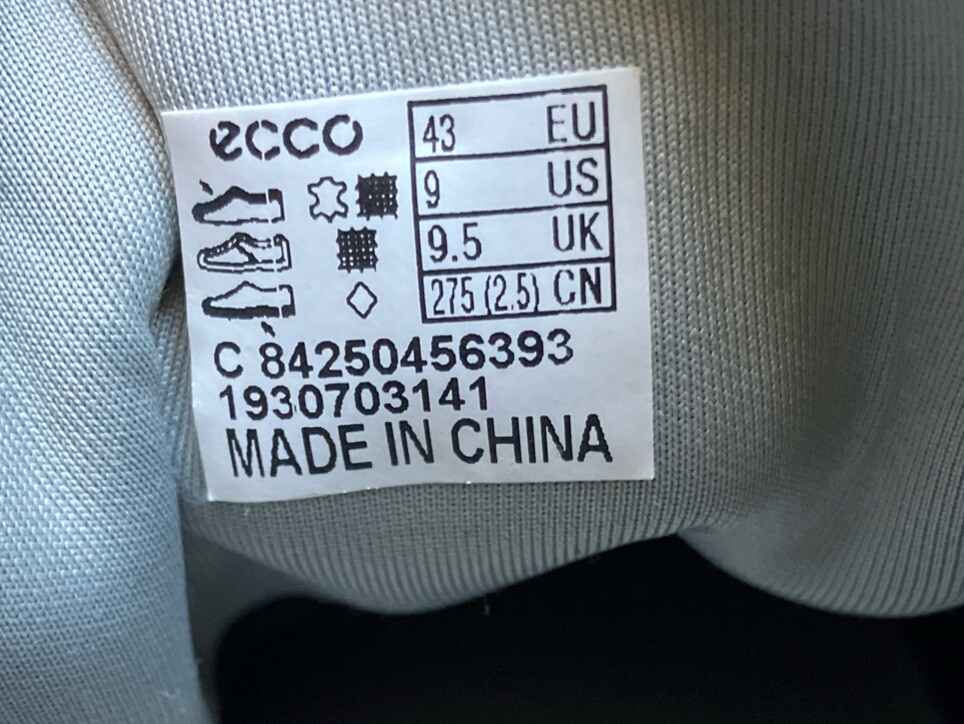 ecco
43 EU
9 US
9.5 UK
275 (2.5) CN
C 84250456393
1930703141
MADE IN CHINA